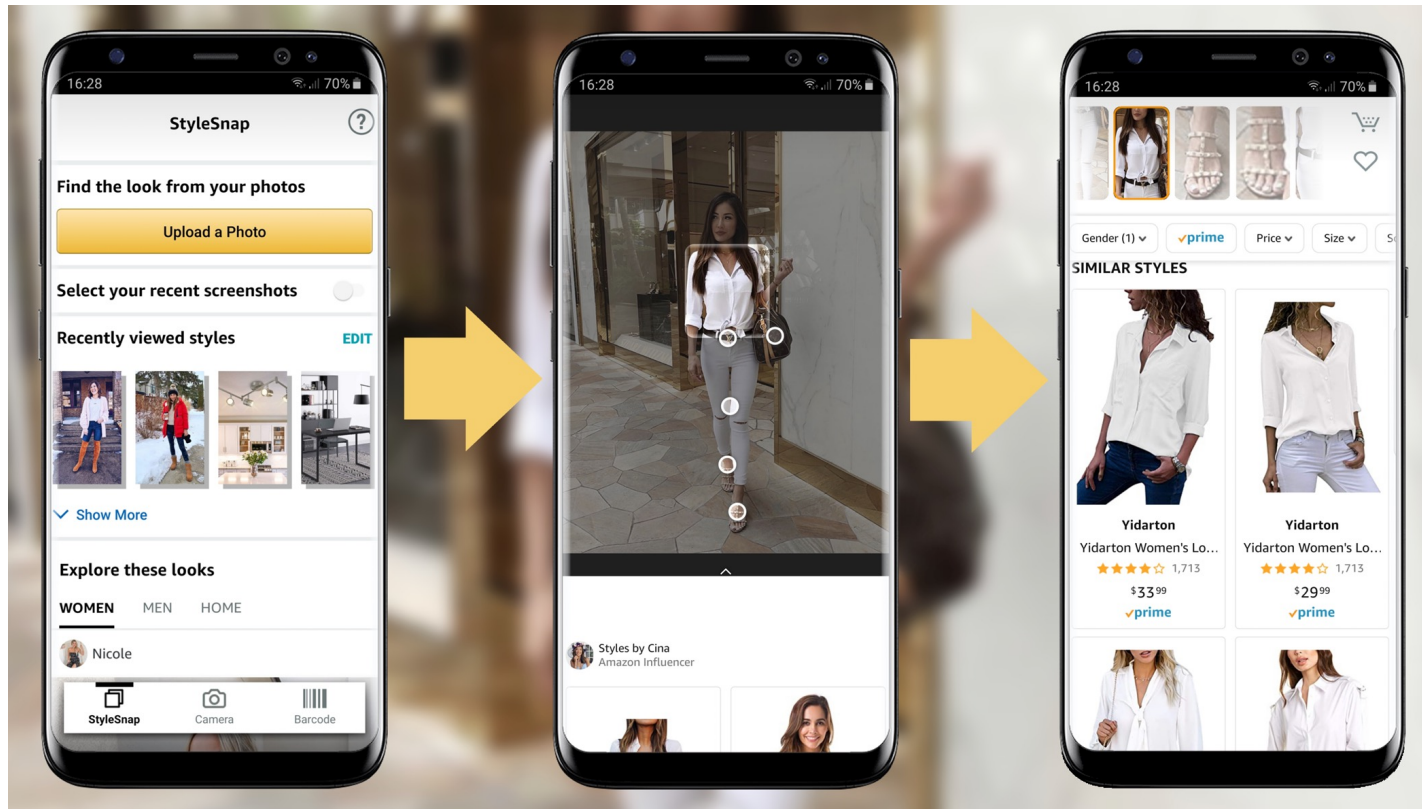 16:28
70%
StyleSnap
?
Find the look from your photos
Upload a Photo
Select your recent screenshots
Recently viewed styles
EDIT
Show More
Explore these looks
WOMEN
MEN
HOME
Nicole
StyleSnap
Camera
Barcode
16:28
70%
Styles by Cina
Amazon Influencer
16:28
70%
Gender (1)
prime
Price
Size
SIMILAR STYLES
Yidarton
Yidarton Women's Lo...
1,713
$33 99
prime
Yidarton
Yidarton Women's Lo...
1,713
$29 99
prime